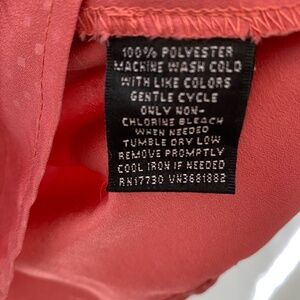 100% POLYESTER
MACHINE WASH COLD
WITH LIKE COLORS
GENTLE CYCLE
ONLY NON-
CHLORINE BLEACH
WHEN NEEDED
TUMBLE DRY LOW
REMOVE PROMPTLY
COOL IRON IF NEEDED
RN17730 VN3681882